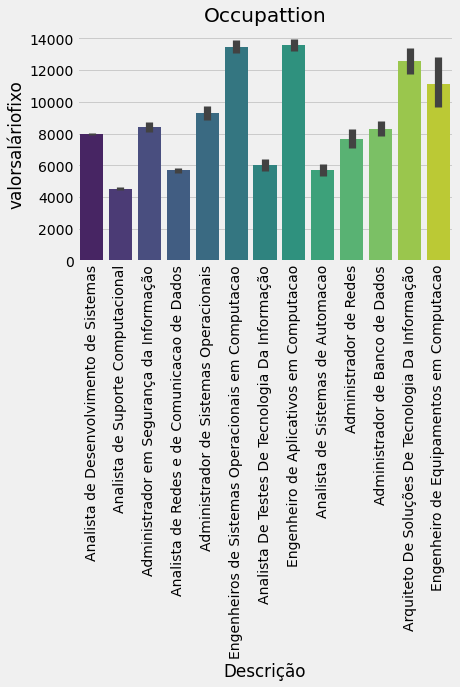 Occupattion
valorsaláriofixo
14000
12000
10000
8000
6000
4000
2000
0
Analista de Desenvolvimento de Sistemas
Analista de Suporte Computacional
Administrador em Segurança da Informação
Analista de Redes e de Comunicacao de Dados
Administrador de Sistemas Operacionais
Engenheiros de Sistemas Operacionais em Computacao
Analista De Testes De Tecnologia Da Informação
Engenheiro de Aplicativos em Computacao
Analista de Sistemas de Automacao
Administrador de Redes
Administrador de Banco de Dados
Arquiteto De Soluções De Tecnologia Da Informação
Engenheiro de Equipamentos em Computacao
Descrição